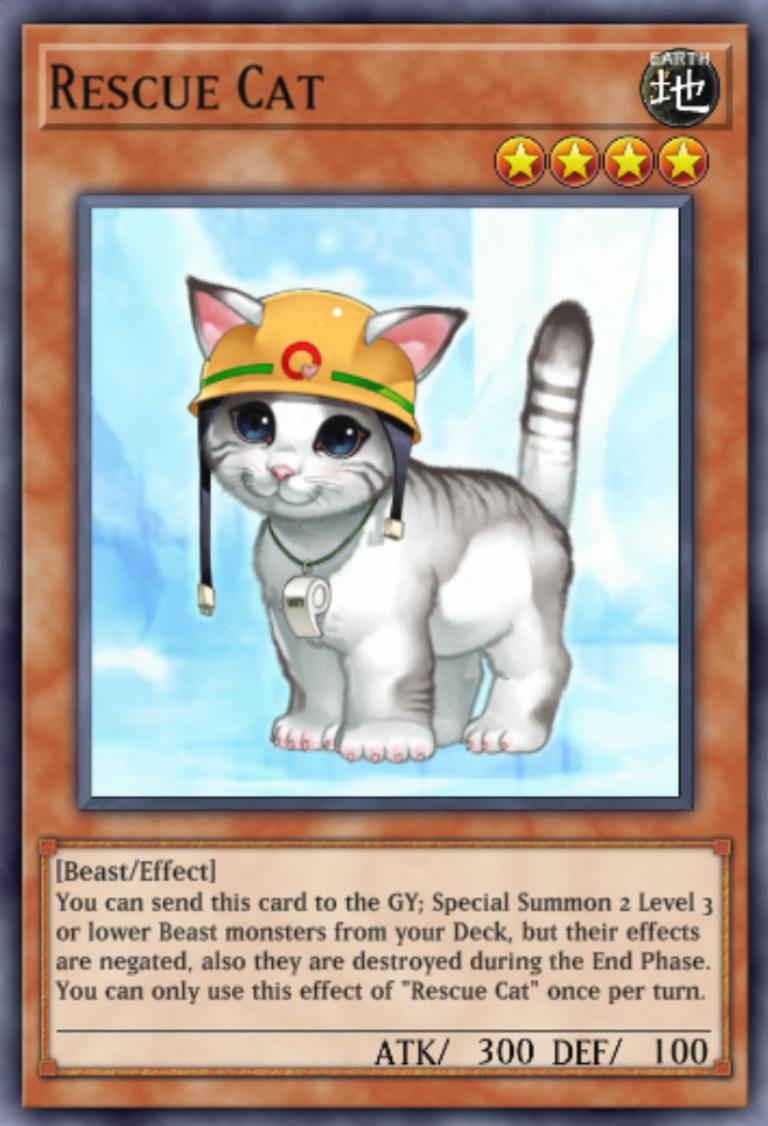 Rescue Cat
EARTH
地
[Beast/Effect]
You can send this card to the GY; Special Summon 2 Level 3
or lower Beast monsters from your Deck, but their effects
are negated, also they are destroyed during the End Phase.
You can only use this effect of "Rescue Cat" once per turn.
ATK/ 300 DEF/ 100